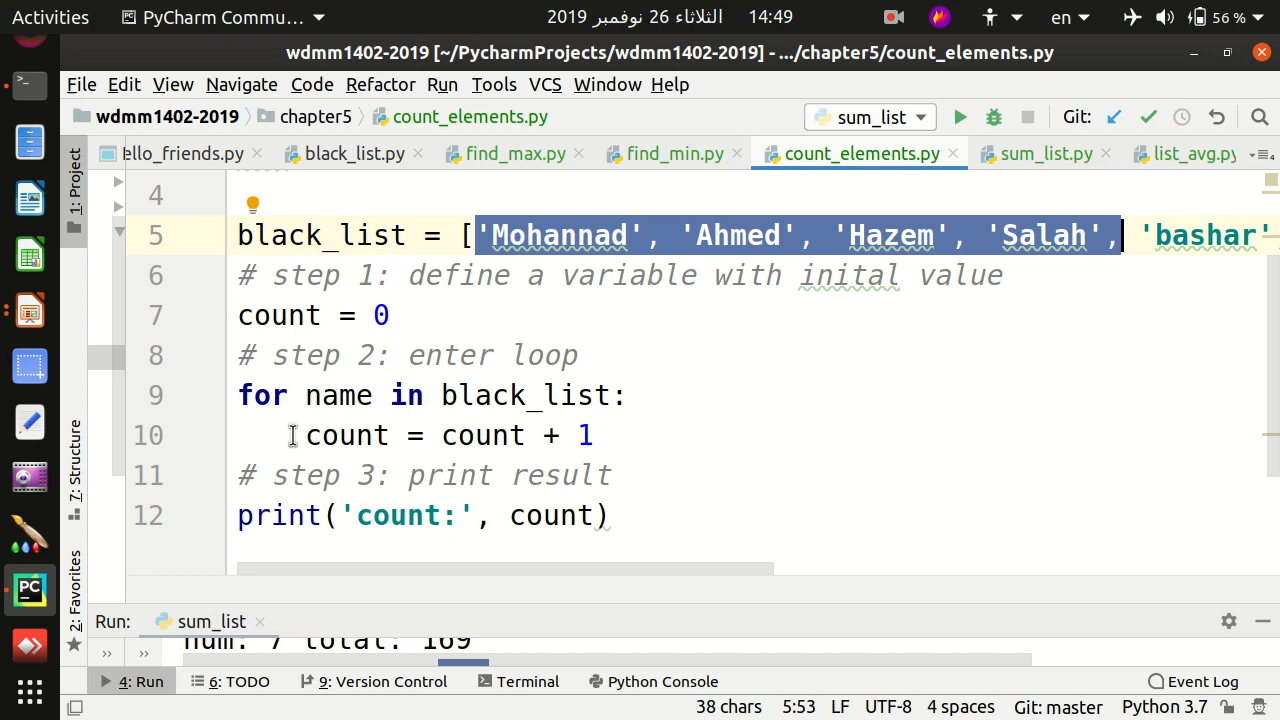 Activities PyCharm Commu... الثلاثاء 26 نوفمبر 2019 14:49 en 56 %
wdmm1402-2019 [~/PycharmProjects/wdmm1402-2019] - .../chapter5/count_elements.py
File Edit View Navigate Code Refactor Run Tools VCS Window Help
wdmm1402-2019 chapter5 count_elements.py sum_list Git:
ello_friends.py black_list.py find_max.py find_min.py count_elements.py sum_list.py list_avg.py
1: Project
7: Structure
2: Favorites
4
5 black_list = ['Mohannad', 'Ahmed', 'Hazem', 'Salah', 'bashar'
6 # step 1: define a variable with inital value
7 count = 0
8 # step 2: enter loop
9 for name in black_list:
10 count = count + 1
11 # step 3: print result
12 print('count:', count)
Run: sum_list
num: 7 total: 169
4: Run 6: TODO 9: Version Control Terminal Python Console Event Log
38 chars 5:53 LF UTF-8 4 spaces Git: master Python 3.7